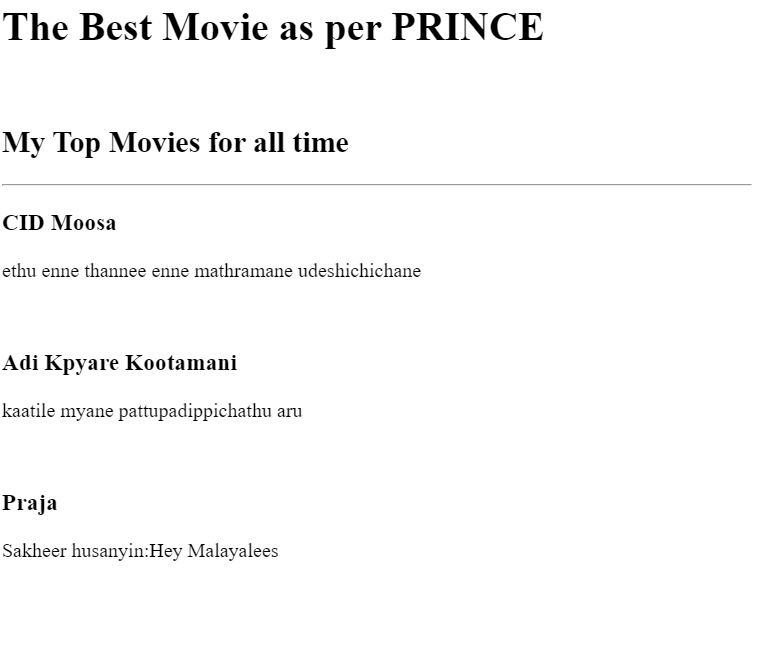 The Best Movie as per PRINCE
My Top Movies for all time
CID Moosa
ethu enne thannee enne mathramane udeshichichane
Adi Kpyare Kootamani
kaatile myane pattupadippichathu aru
Praja
Sakheer husanyin:Hey Malayalees